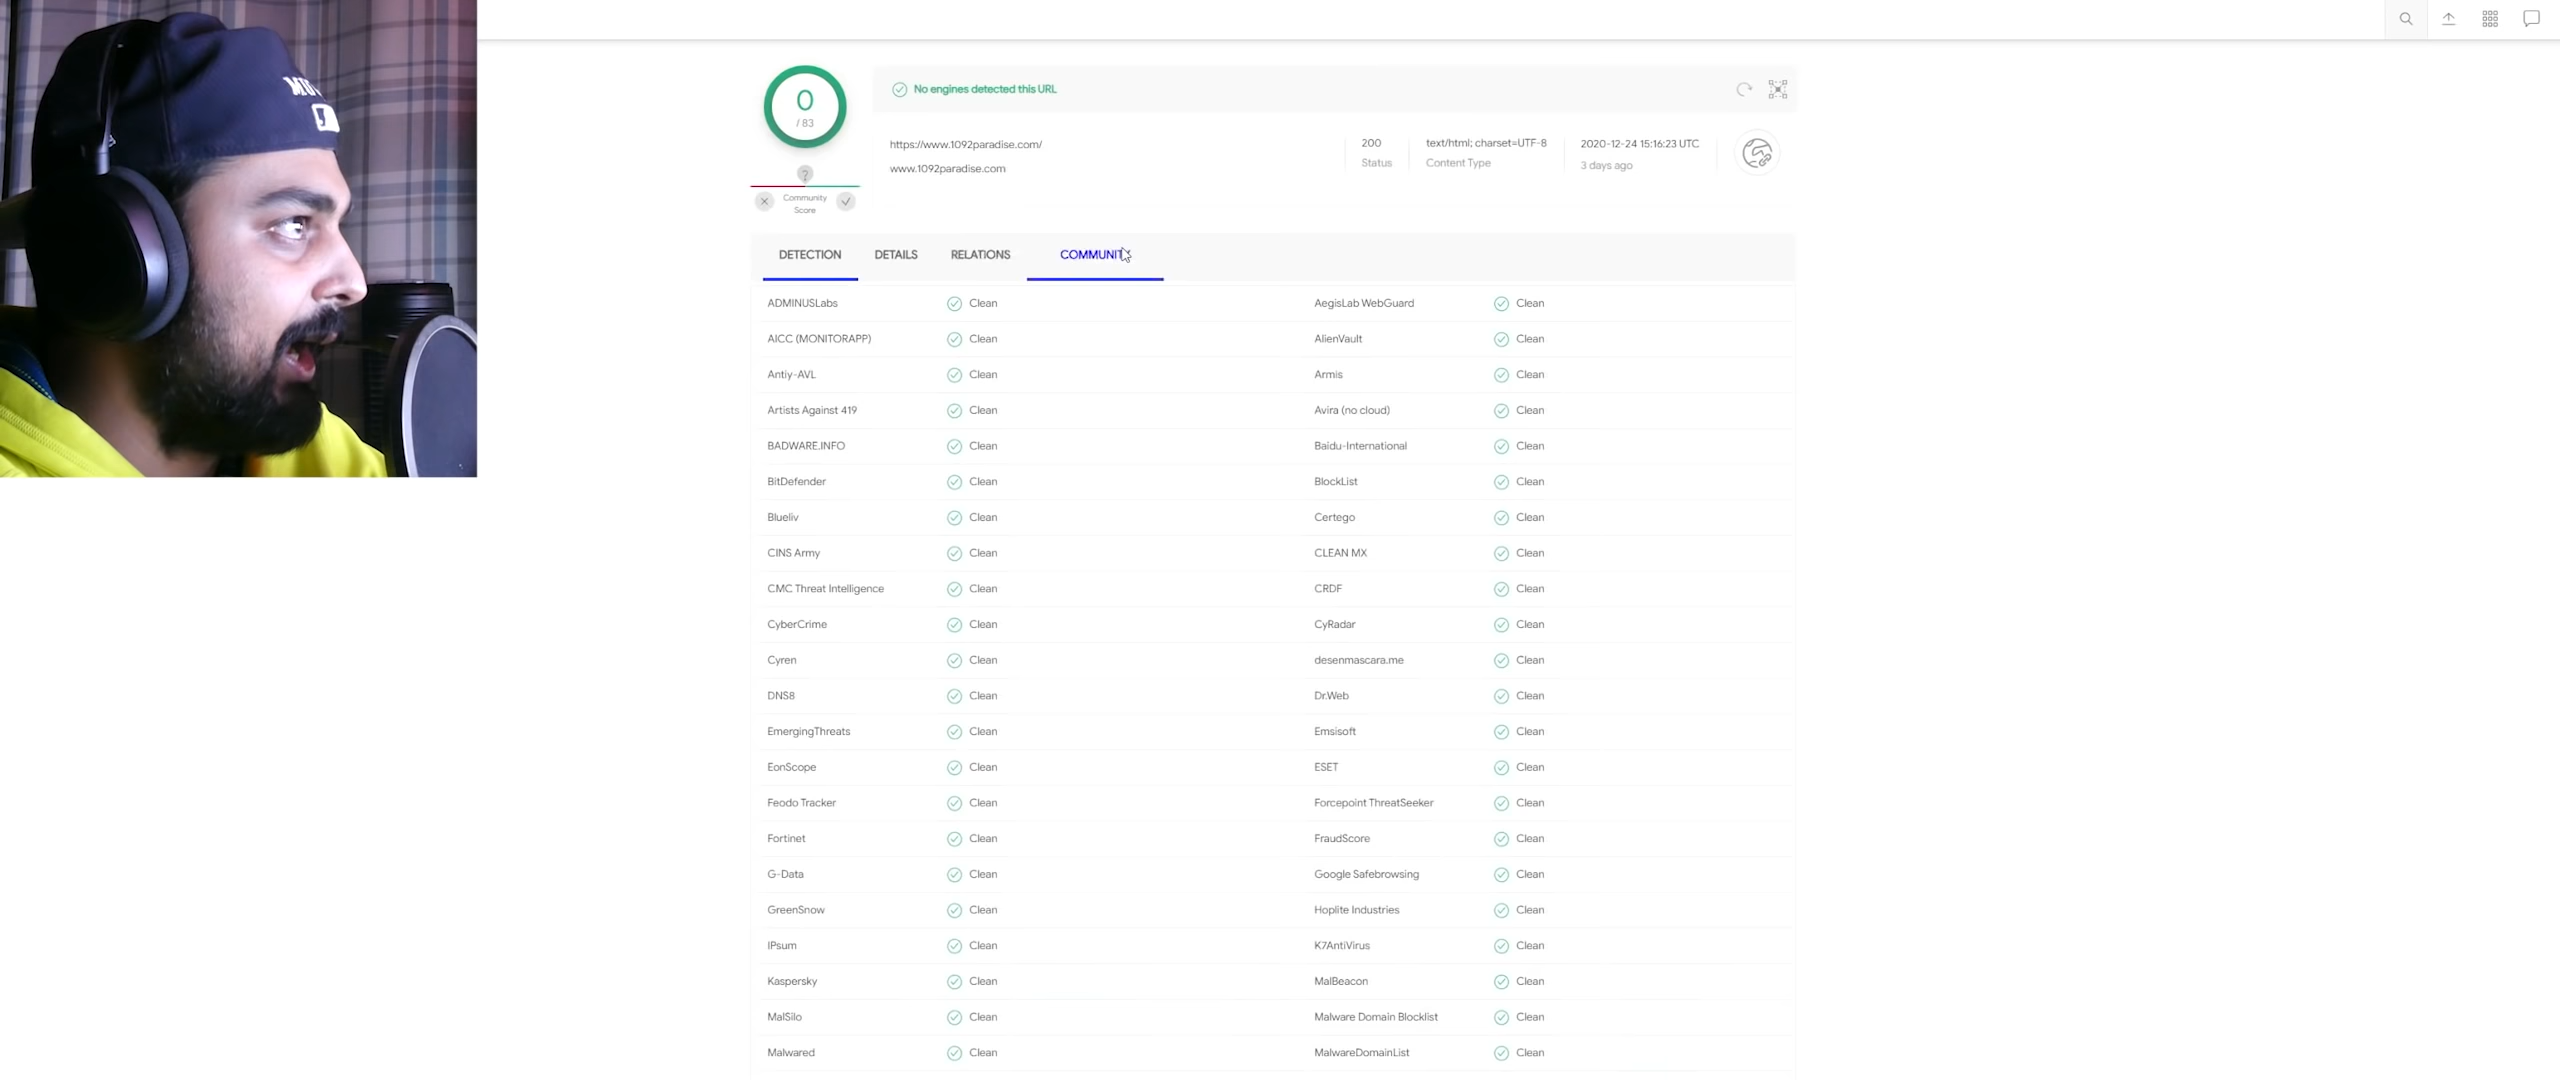 0
/ 83
?
Community
Score
No engines detected this URL
https://www.1092paradise.com/
www.1092paradise.com
200
Status
text/html; charset=UTF-8
Content Type
2020-12-24 15:16:23 UTC
3 days ago
DETECTION DETAILS RELATIONS
ADMINUSLabs Clean AegisLab WebGuard Clean
AICC (MONITORAPP) Clean AlienVault Clean
Antiy-AVL Clean Armis Clean
Artists Against 419 Clean Avira (no cloud) Clean
BADWARE.INFO Clean Baidu-International Clean
BitDefender Clean BlockList Clean
Blueliv Clean Certego Clean
CINS Army Clean CLEAN MX Clean
CMC Threat Intelligence Clean CRDF Clean
CyberCrime Clean CyRadar Clean
Cyren Clean desenmascara.me Clean
DNS8 Clean Dr.Web Clean
EmergingThreats Clean Emsisoft Clean
EonScope Clean ESET Clean
Feodo Tracker Clean Forcepoint ThreatSeeker Clean
Fortinet Clean FraudScore Clean
G-Data Clean Google Safebrowsing Clean
GreenSnow Clean Hoplite Industries Clean
IPsum Clean K7AntiVirus Clean
Kaspersky Clean MalBeacon Clean
MalSilo Clean Malware Domain Blocklist Clean
Malwared Clean MalwareDomainList Clean